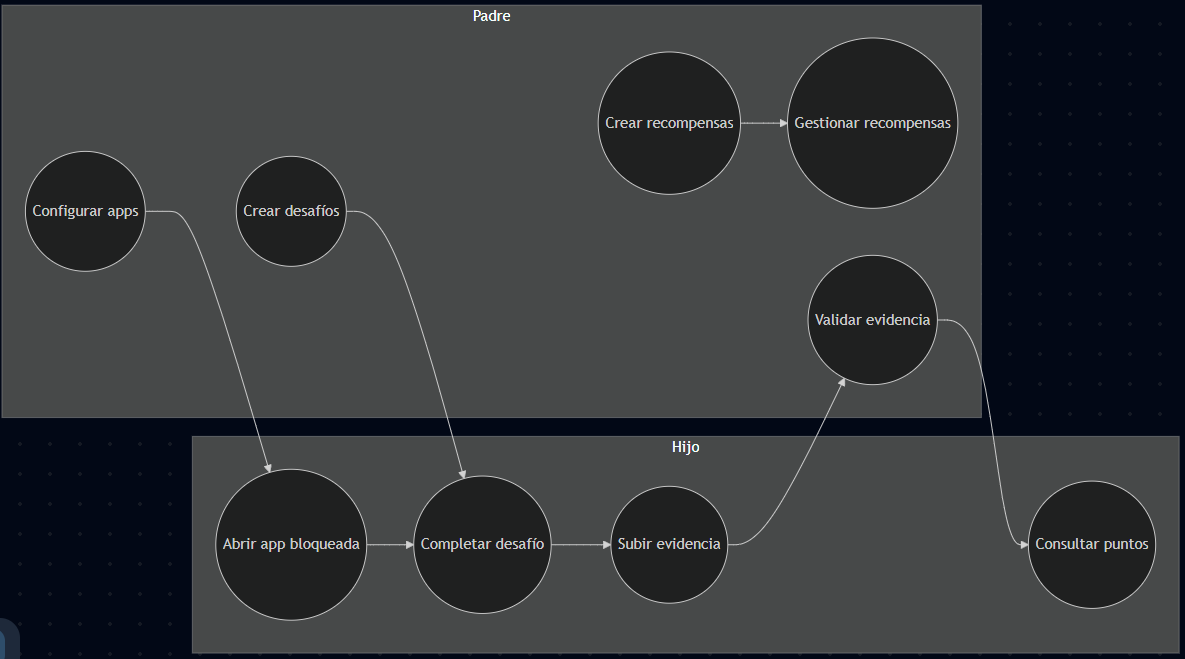 Padre
Crear recompensas
Gestionar recompensas
Configurar apps
Crear desafíos
Validar evidencia
Hijo
Abrir app bloqueada
Completar desafío
Subir evidencia
Consultar puntos